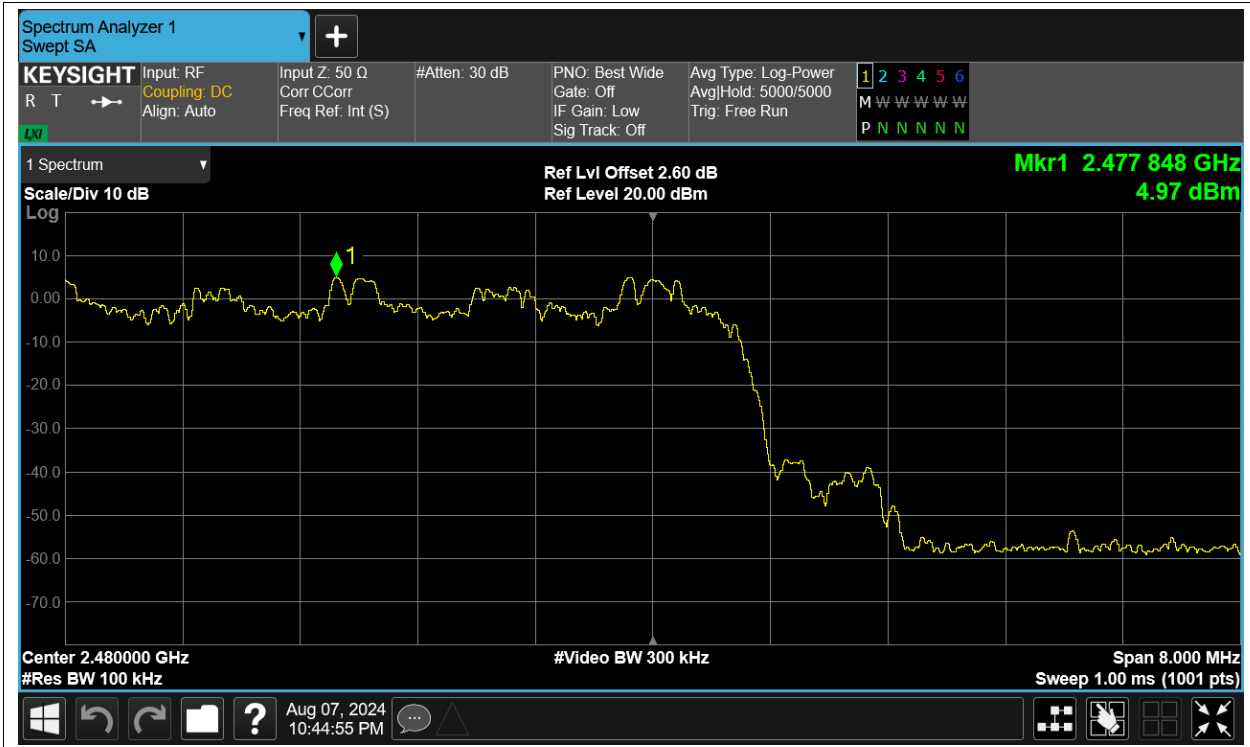 Spectrum Analyzer 1
Swept SA
+
KEYSIGHT
R T
LXI
Input: RF
Coupling: DC
Align: Auto
Input Z: 50 Ω
Corr CCorr
Freq Ref: Int (S)
#Atten: 30 dB
PNO: Best Wide
Gate: Off
IF Gain: Low
Sig Track: Off
Avg Type: Log-Power
Avg|Hold: 5000/5000
Trig: Free Run
1 2 3 4 5 6
M W W W W W
P N N N N N
1 Spectrum
Scale/Div 10 dB
Log
Ref Lvl Offset 2.60 dB
Ref Level 20.00 dBm
Mkr1 2.477 848 GHz
4.97 dBm
1
10.0
0.00
-10.0
-20.0
-30.0
-40.0
-50.0
-60.0
-70.0
Center 2.480000 GHz
#Res BW 100 kHz
#Video BW 300 kHz
Span 8.000 MHz
Sweep 1.00 ms (1001 pts)
?
Aug 07, 2024
10:44:55 PM